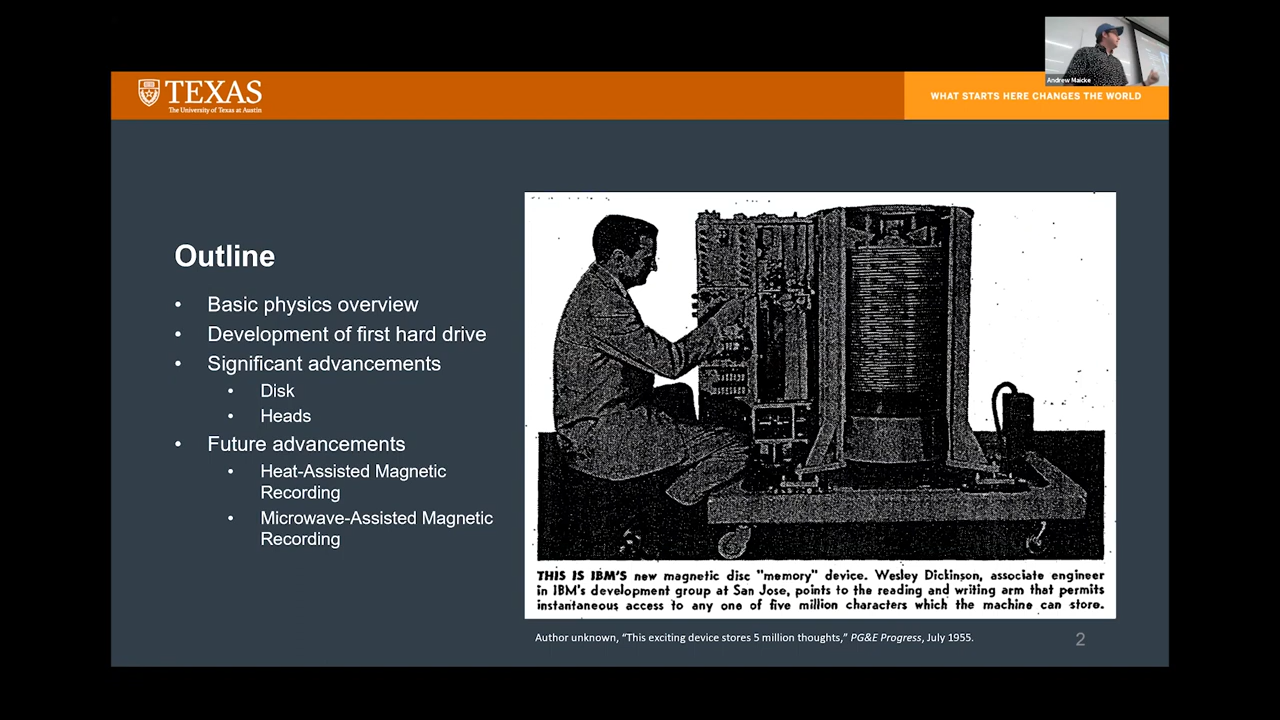 Andrew Maicke
TEXAS
The University of Texas at Austin
WHAT STARTS HERE CHANGES THE WORLD
Outline
• Basic physics overview
• Development of first hard drive
• Significant advancements
• Disk
• Heads
• Future advancements
• Heat-Assisted Magnetic
Recording
• Microwave-Assisted Magnetic
Recording
THIS IS IBM'S new magnetic disc "memory" device. Wesley Dickinson, associate engineer
in IBM's development group at San Jose, points to the reading and writing arm that permits
instantaneous access to any one of five million characters which the machine can store.
Author unknown, “This exciting device stores 5 million thoughts,” PG&E Progress, July 1955.
2